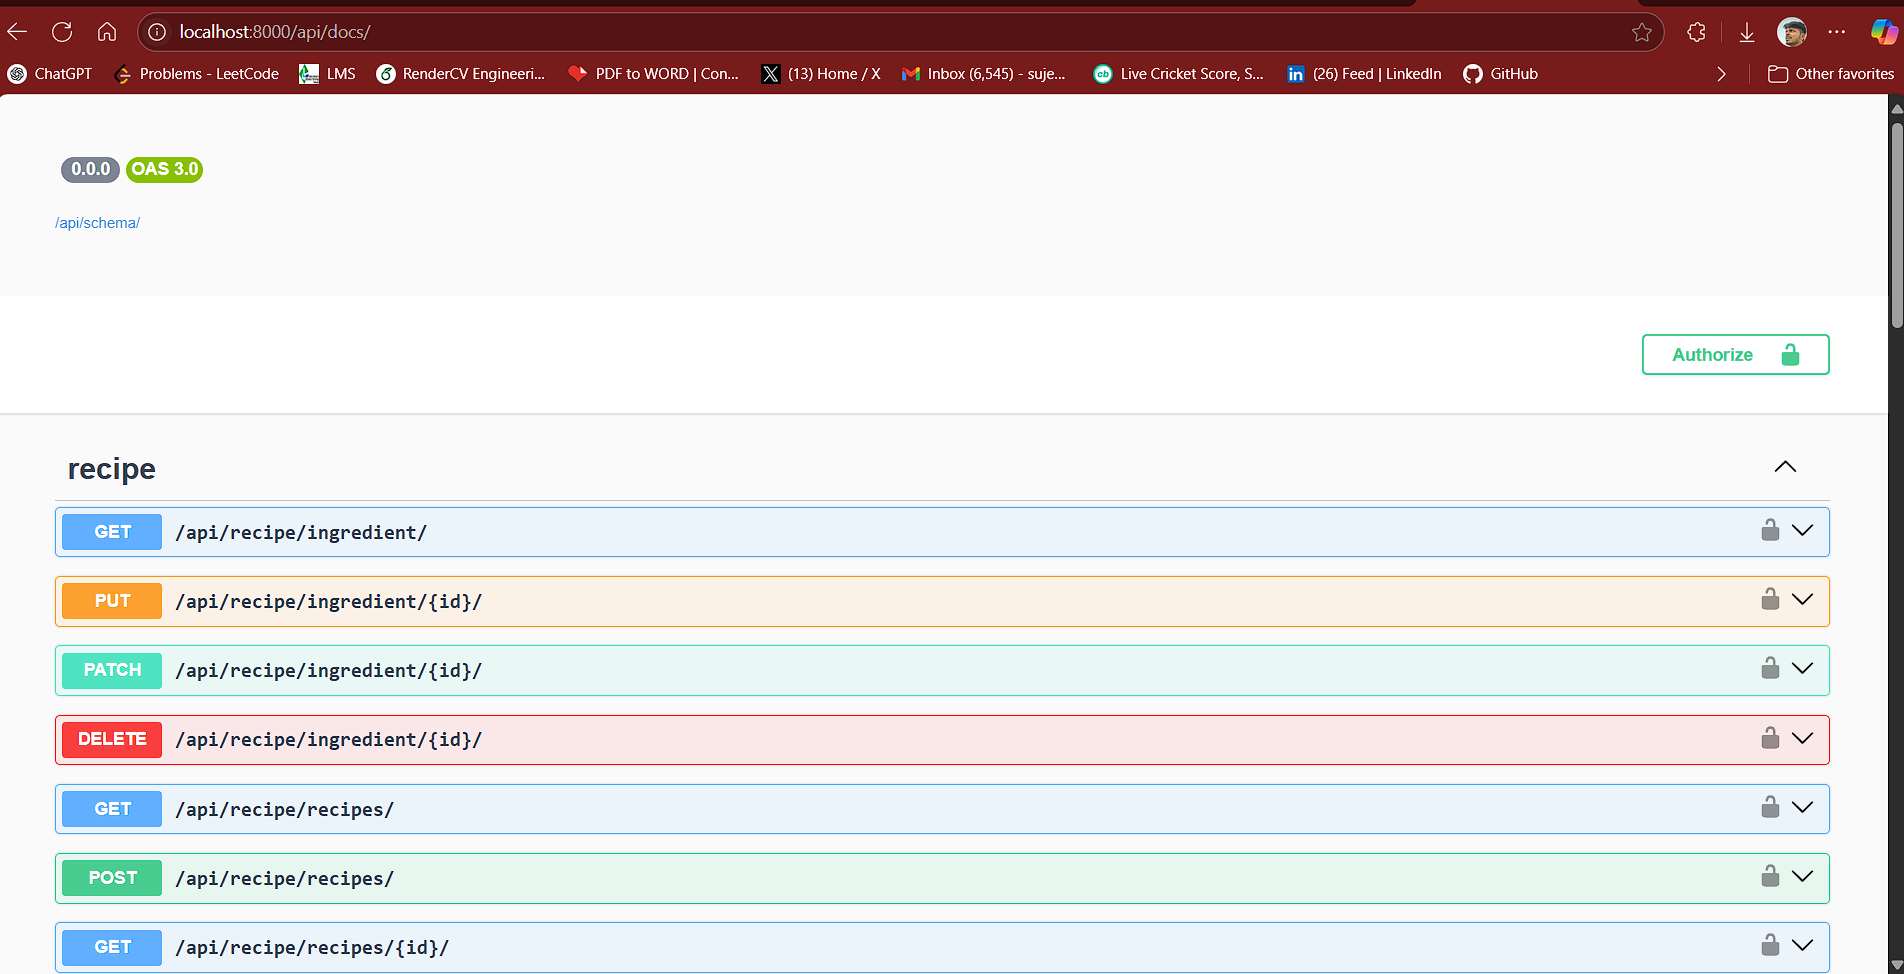 localhost:8000/api/docs/
ChatGPT Problems - LeetCode LMS RenderCV Engineeri... PDF to WORD | Con... (13) Home / X Inbox (6,545) - suje... cb Live Cricket Score, S... in (26) Feed | LinkedIn GitHub Other favorites
0.0.0 OAS 3.0
/api/schema/
Authorize
recipe
GET /api/recipe/ingredient/
PUT /api/recipe/ingredient/{id}/
PATCH /api/recipe/ingredient/{id}/
DELETE /api/recipe/ingredient/{id}/
GET /api/recipe/recipes/
POST /api/recipe/recipes/
GET /api/recipe/recipes/{id}/